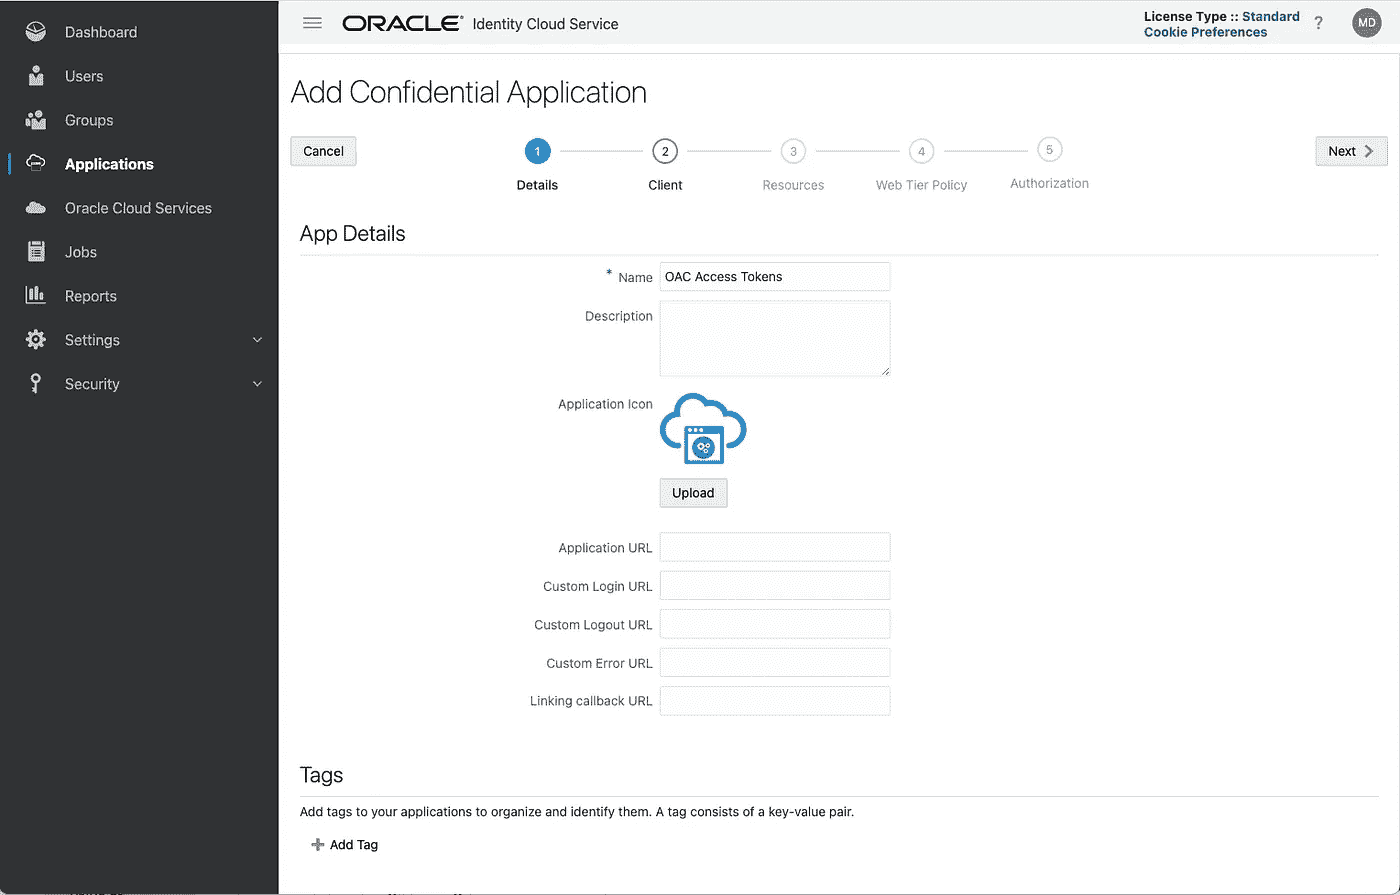 Dashboard
Users
Groups
Applications
Oracle Cloud Services
Jobs
Reports
Settings
Security
ORACLE® Identity Cloud Service
License Type :: Standard
Cookie Preferences
?
MD
Add Confidential Application
Cancel
1
2
3
4
5
Next
Details
Client
Resources
Web Tier Policy
Authorization
App Details
* Name OAC Access Tokens
Description
Application Icon
Upload
Application URL
Custom Login URL
Custom Logout URL
Custom Error URL
Linking callback URL
Tags
Add tags to your applications to organize and identify them. A tag consists of a key-value pair.
Add Tag